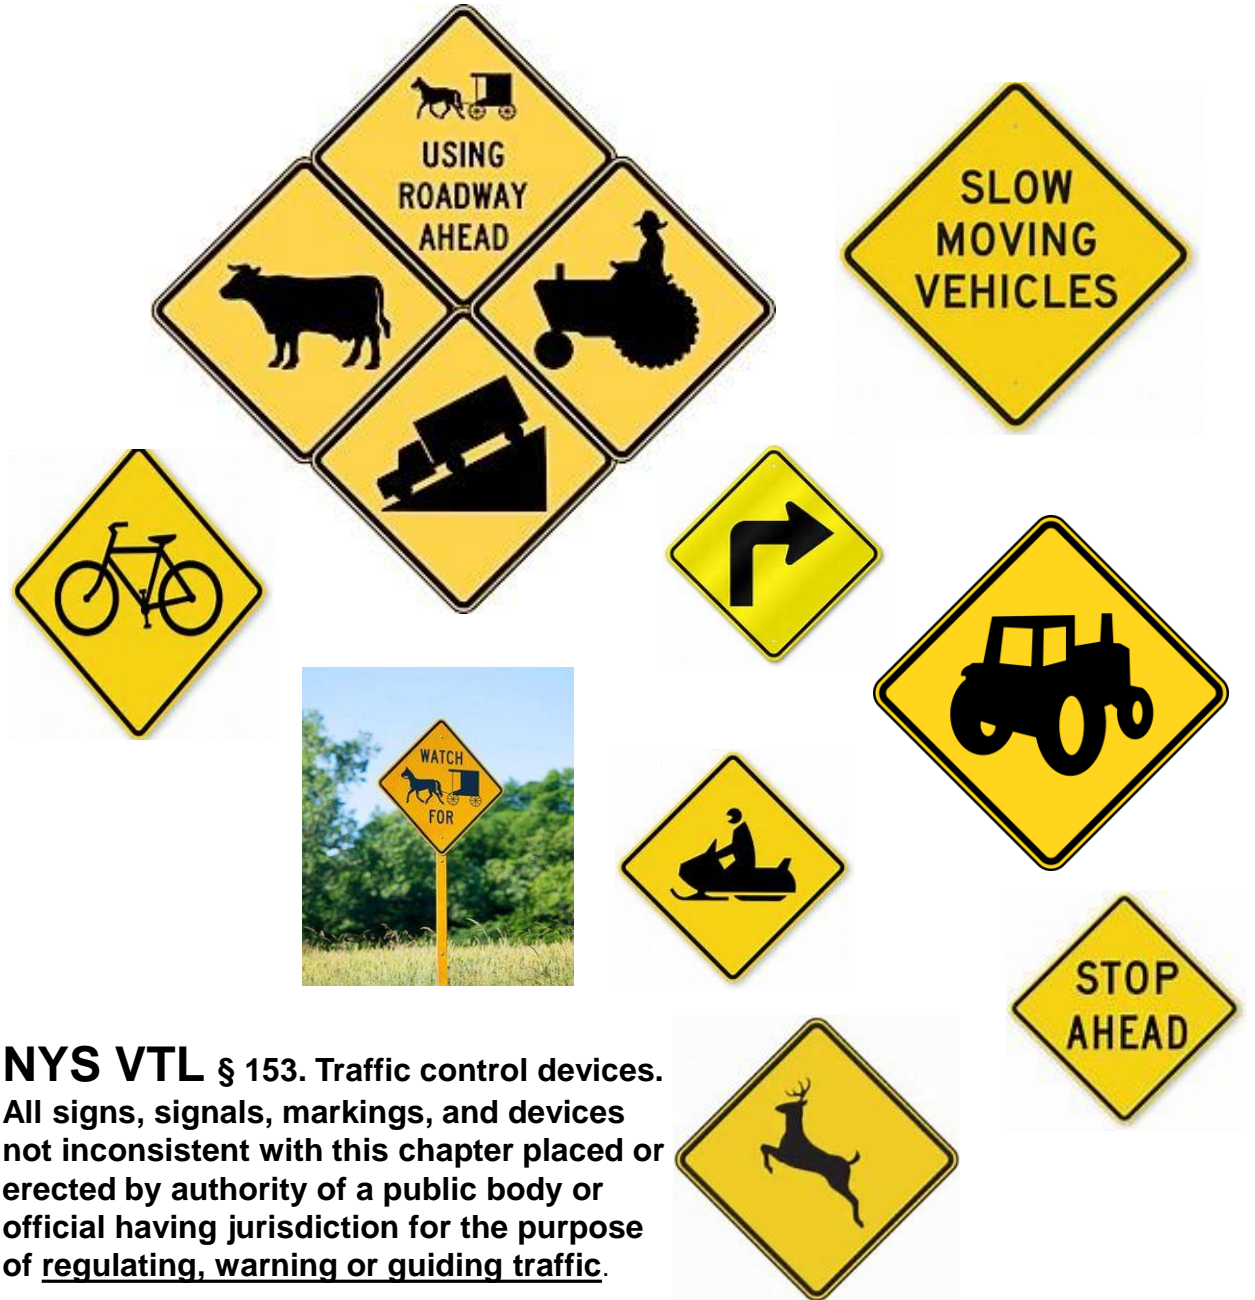 USING
ROADWAY
AHEAD
SLOW
MOVING
VEHICLES
WATCH
FOR
STOP
AHEAD
NYS VTL § 153. Traffic control devices.
All signs, signals, markings, and devices
not inconsistent with this chapter placed or
erected by authority of a public body or
official having jurisdiction for the purpose
of regulating, warning or guiding traffic.